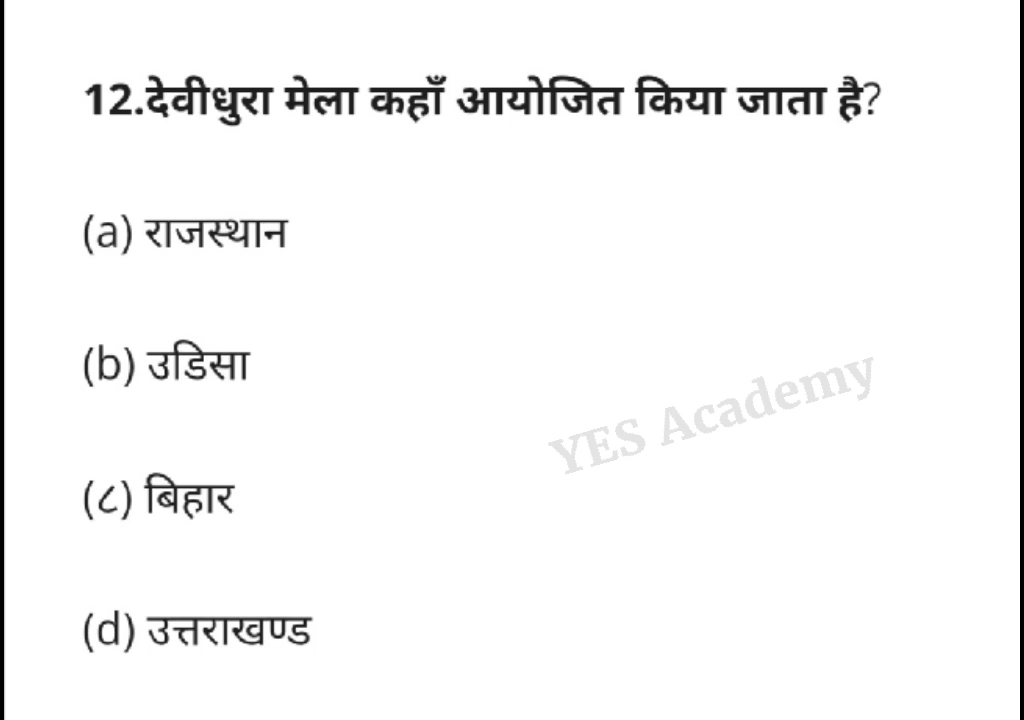 12.देवीधुरा मेला कहाँ आयोजित किया जाता है?
(a) राजस्थान
(b) उडिसा
(८) बिहार
YES Academy
(d) उत्तराखण्ड